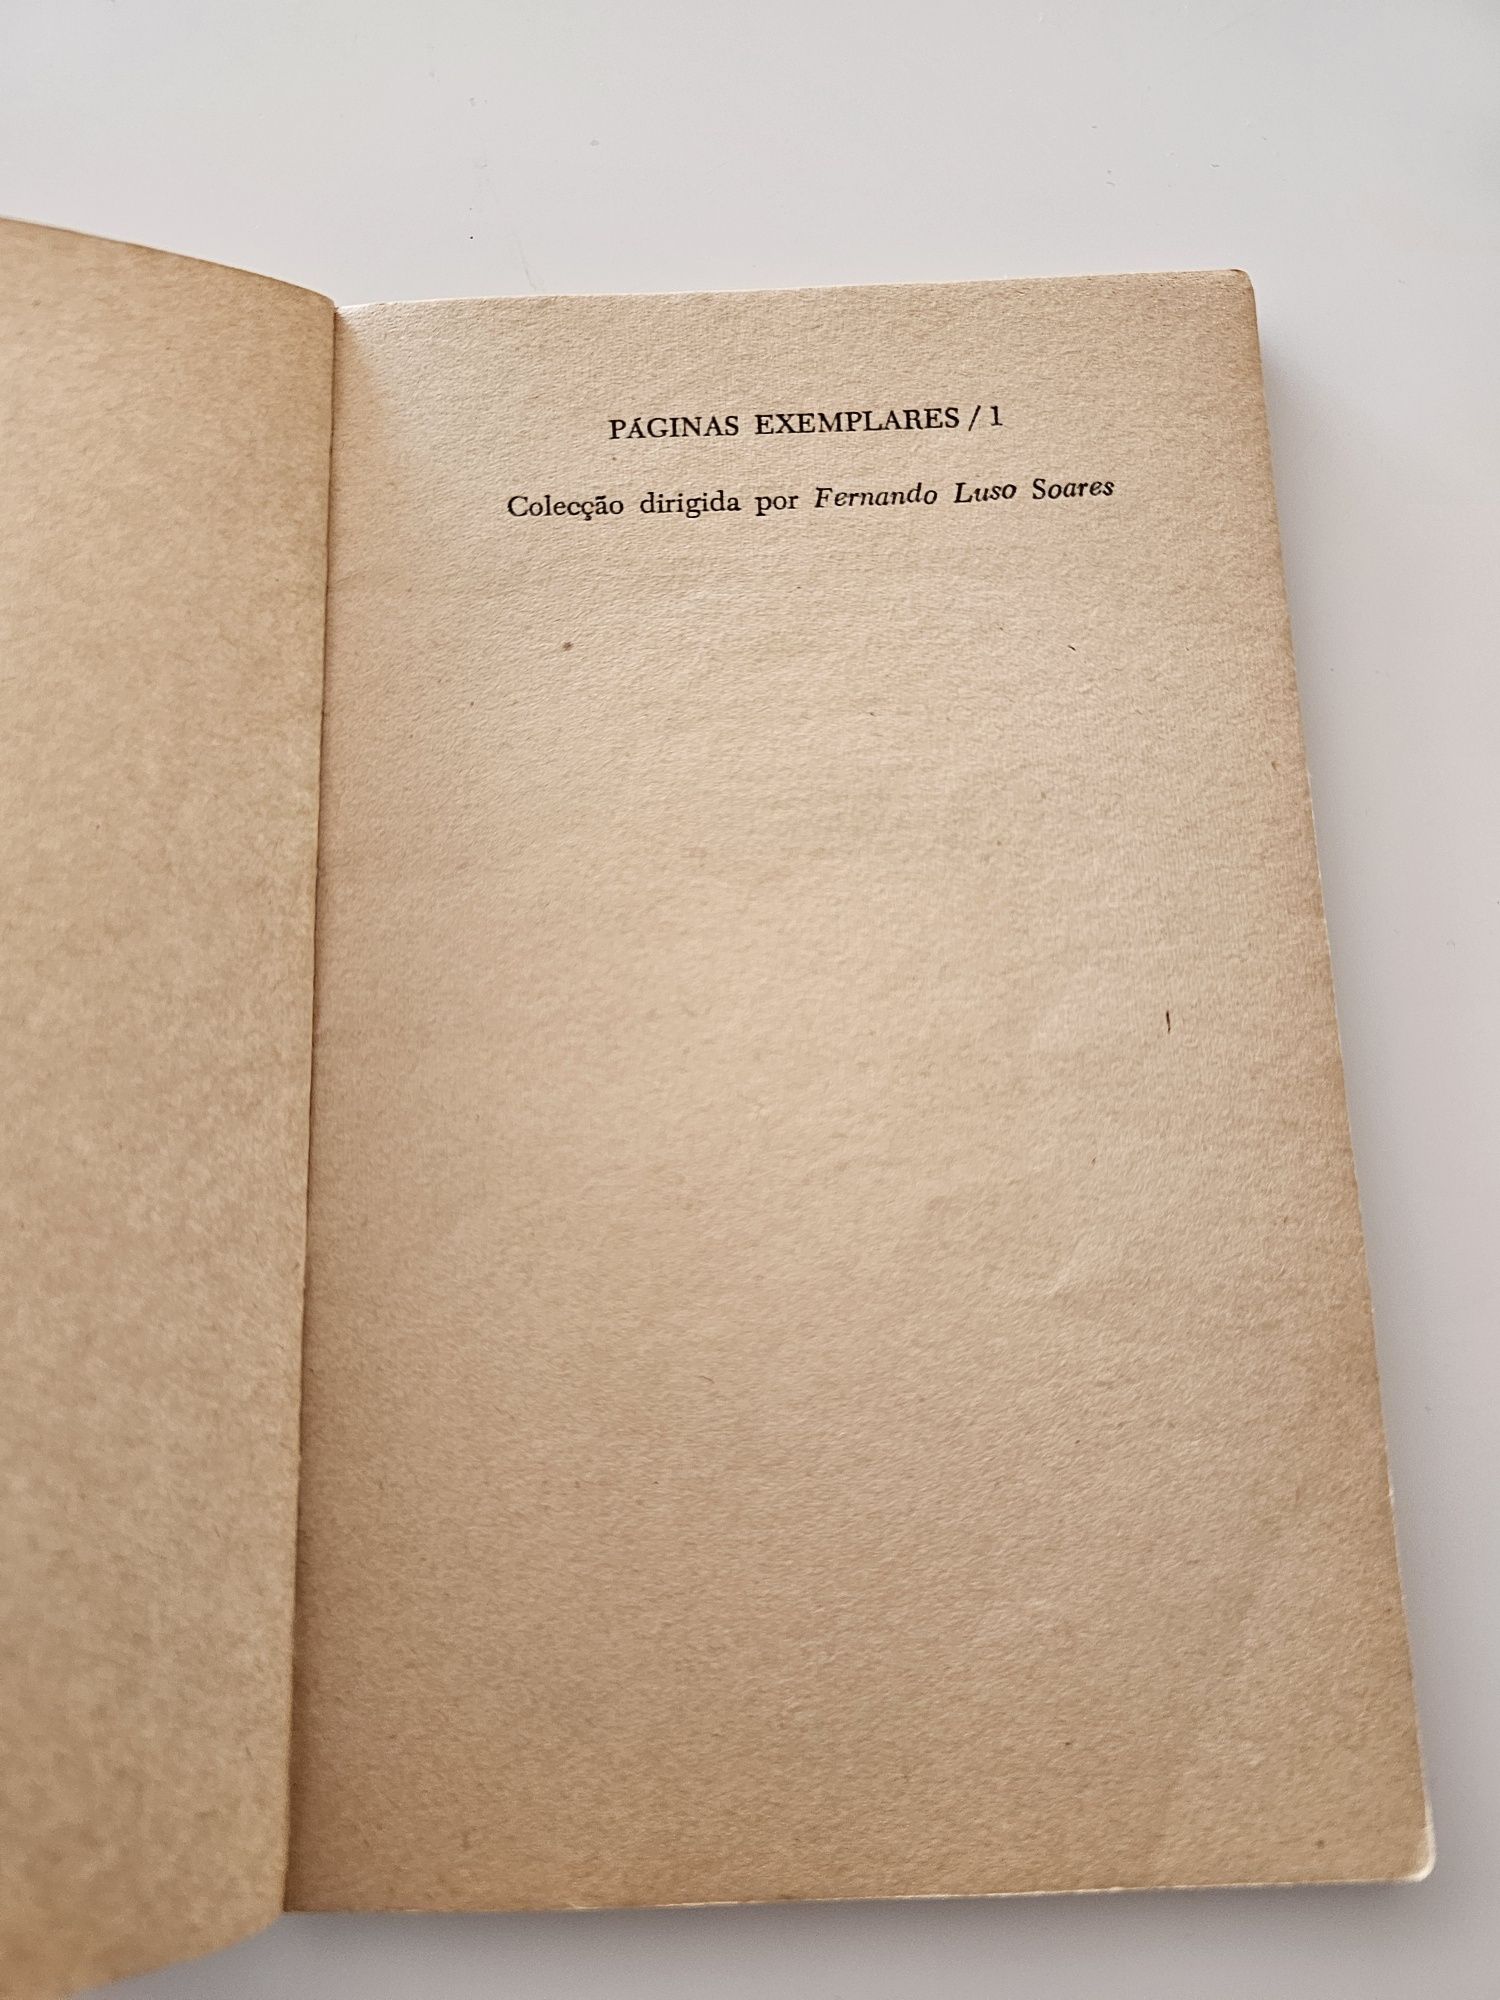 PÁGINAS EXEMPLARES / 1
Colecção dirigida por Fernando Luso Soares